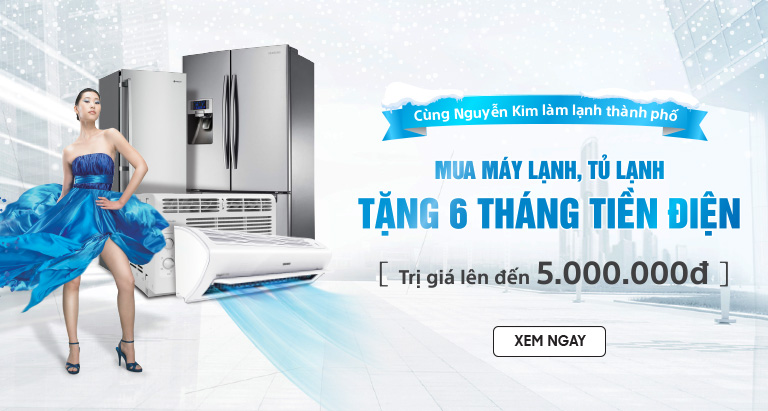 Cùng Nguyễn Kim làm lạnh thành phố
MUA MÁY LẠNH, TỦ LẠNH
TẶNG 6 THÁNG TIỀN ĐIỆN
[ Trị giá lên đến 5.000.000đ ]
XEM NGAY